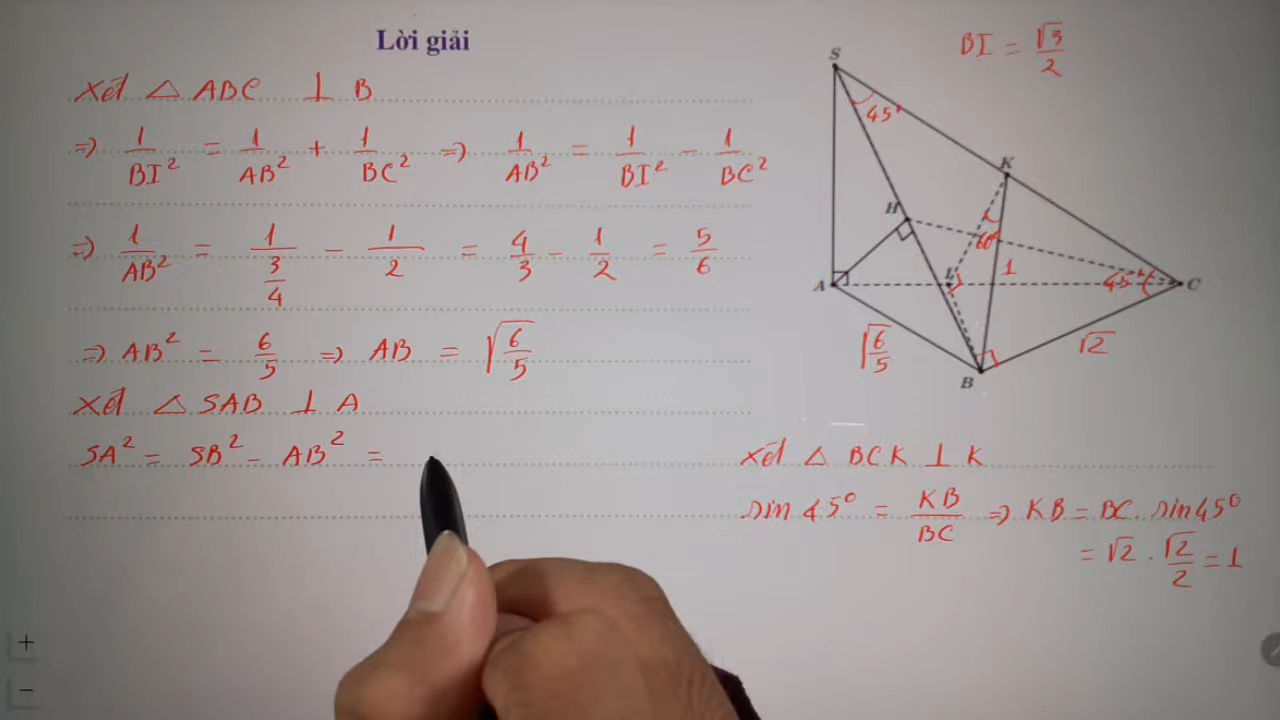 Lời giải
Xét △ ABC ⊥ B
⇒ 1/BI² = 1/AB² + 1/BC² ⇒ 1/AB² = 1/BI² − 1/BC²
⇒ 1/AB² = 1/(3/4) − 1/2 = 4/3 − 1/2 = 5/6
⇒ AB² = 6/5 ⇒ AB = √(6/5)
Xét △ SAB ⊥ A
SA² = SB² − AB² =
BI = √3/2
S
45°
K
H
60°
I
1
45°
A
C
√(6/5)
√2
B
Xét △ BCK ⊥ K
sin 45° = KB/BC ⇒ KB = BC . sin 45°
= √2 . √2/2 = 1
+
−